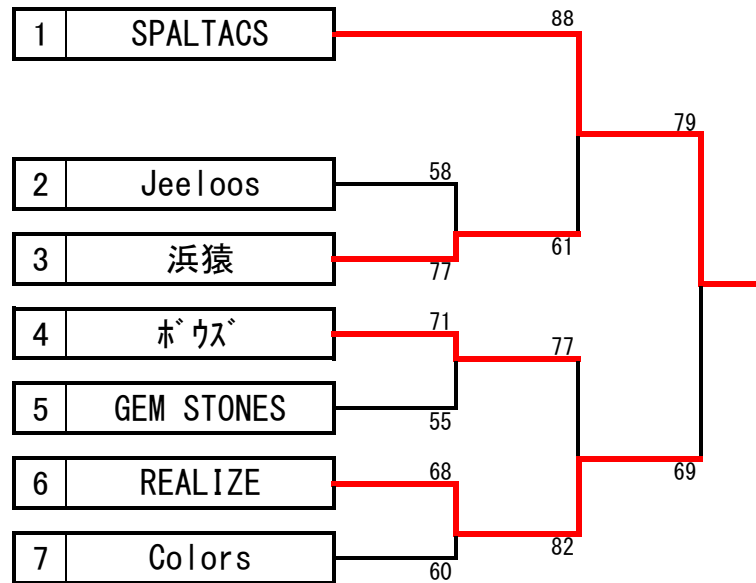 88
1 SPALTACS
79
2 Jeeloos
58
3 浜猿
77
61
4 ﾎﾞｳｽﾞ
71
77
5 GEM STONES
55
6 REALIZE
68
69
7 Colors
60
82